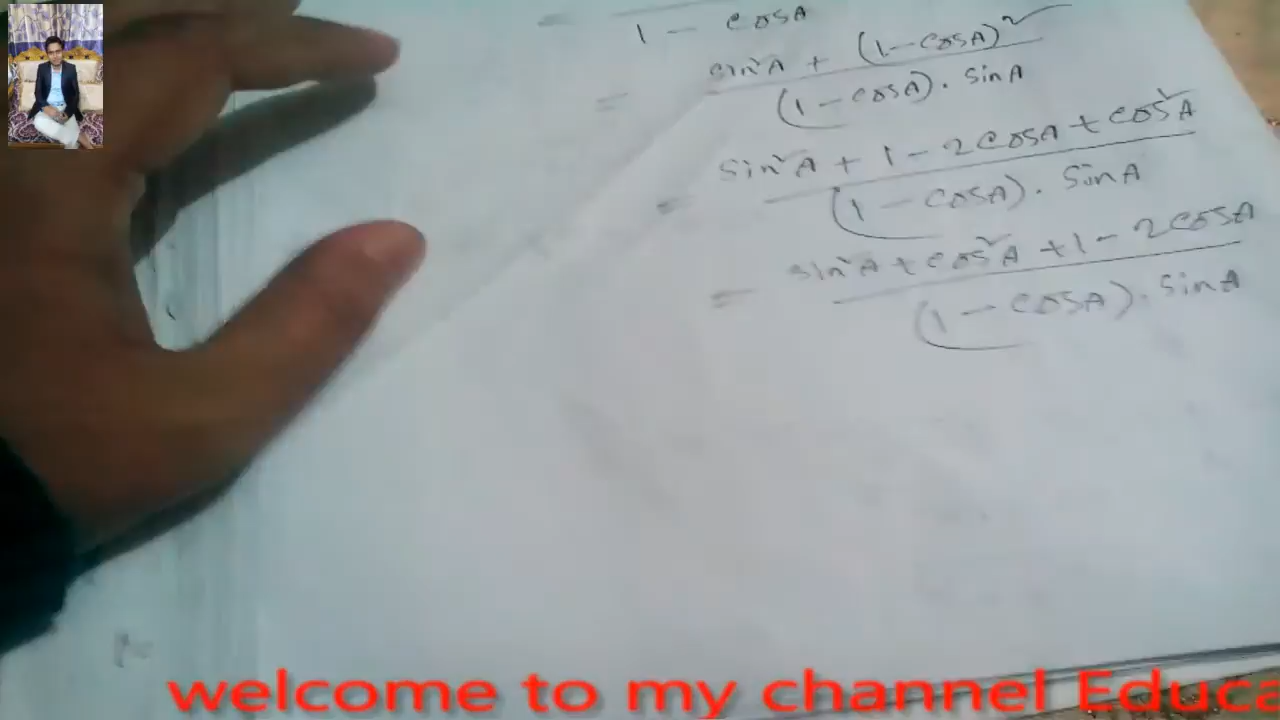 = 1 - cosA
= sin²A + (1-cosA)²
(1-cosA). sinA
= sin²A + 1 - 2cosA + cos²A
(1 - cosA). sinA
= sin²A + cos²A + 1 - 2cosA
(1 - cosA). sinA
welcome to my channel Educa